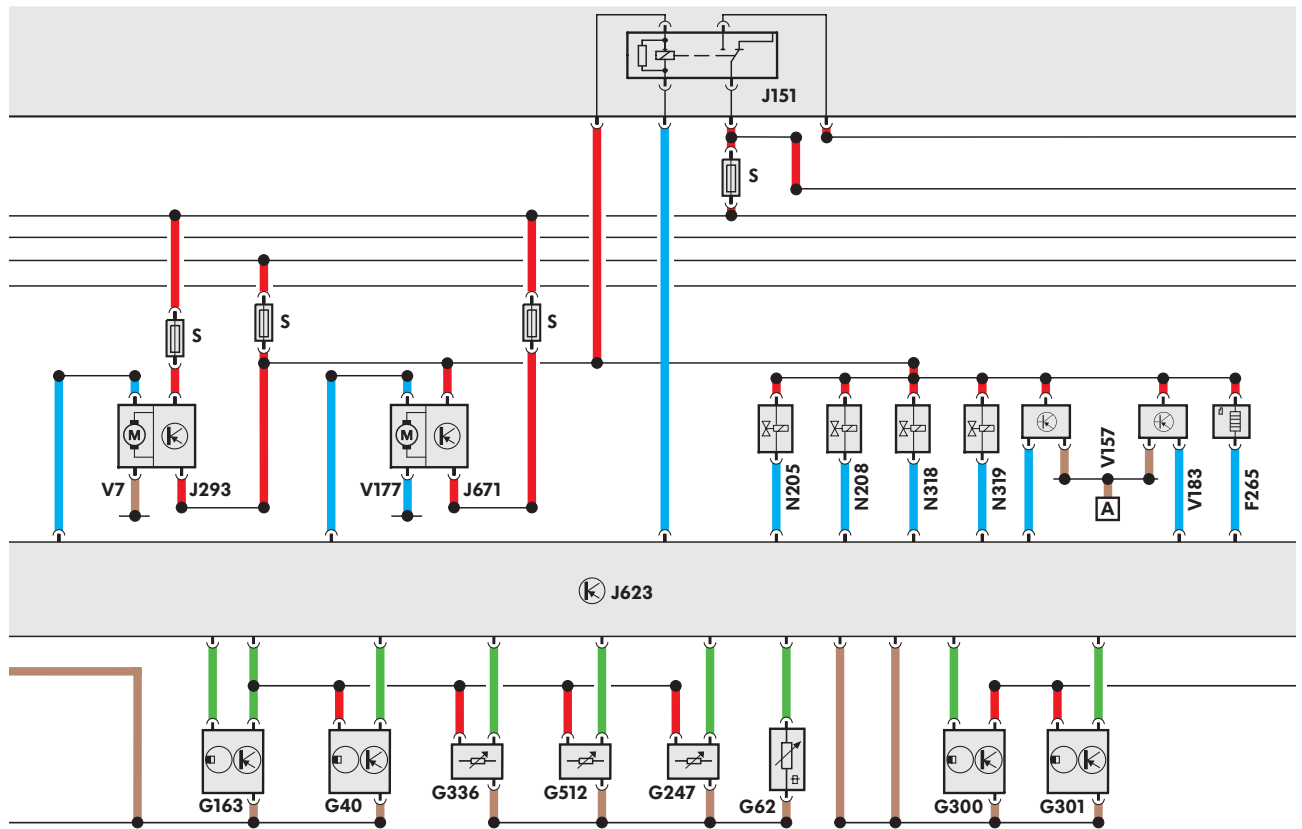 J151
S
S
S
S
M
M
V7
J293
V177
J671
N205
N208
N318
N319
V157
A
V183
F265
J623
G163
G40
G336
G512
G247
G62
G300
G301